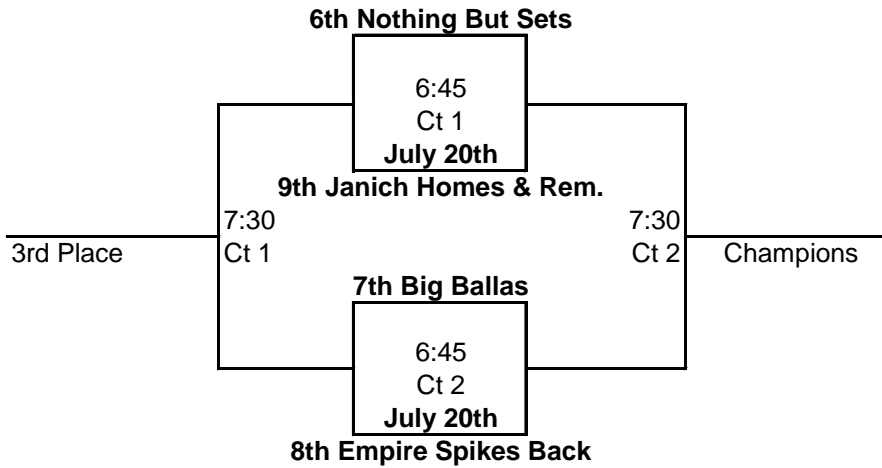 6th Nothing But Sets
6:45
Ct 1
July 20th
9th Janich Homes & Rem.
7:30
7:30
3rd Place
Ct 1
Ct 2
Champions
7th Big Ballas
6:45
Ct 2
July 20th
8th Empire Spikes Back